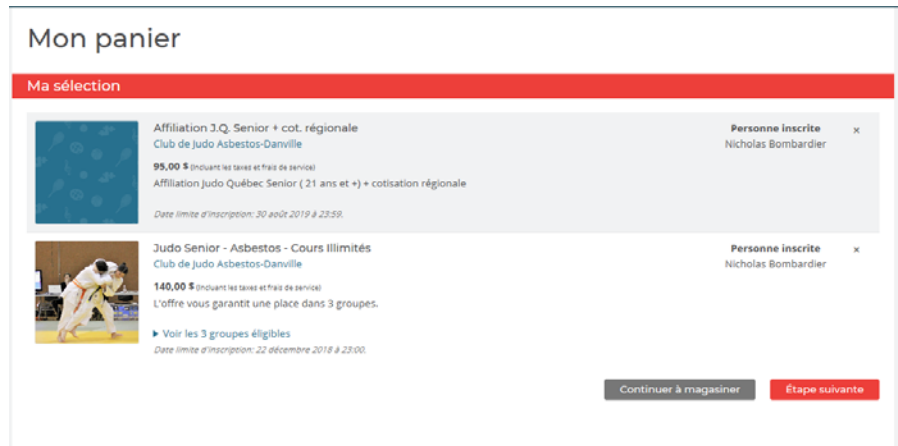 Mon panier
Ma sélection
Affiliation J.Q. Senior + cot. régionale
Club de Judo Asbestos-Danville
95,00 $ (incluant les taxes et frais de service)
Affiliation Judo Québec Senior ( 21 ans et +) + cotisation régionale
Date limite d'inscription: 30 août 2019 à 23:59.
Personne inscrite
Nicholas Bombardier
×
Judo Senior - Asbestos - Cours Illimités
Club de Judo Asbestos-Danville
140,00 $ (incluant les taxes et frais de service)
L'offre vous garantit une place dans 3 groupes.
Voir les 3 groupes éligibles
Date limite d'inscription: 22 décembre 2018 à 23:00.
Personne inscrite
Nicholas Bombardier
×
Continuer à magasiner
Étape suivante